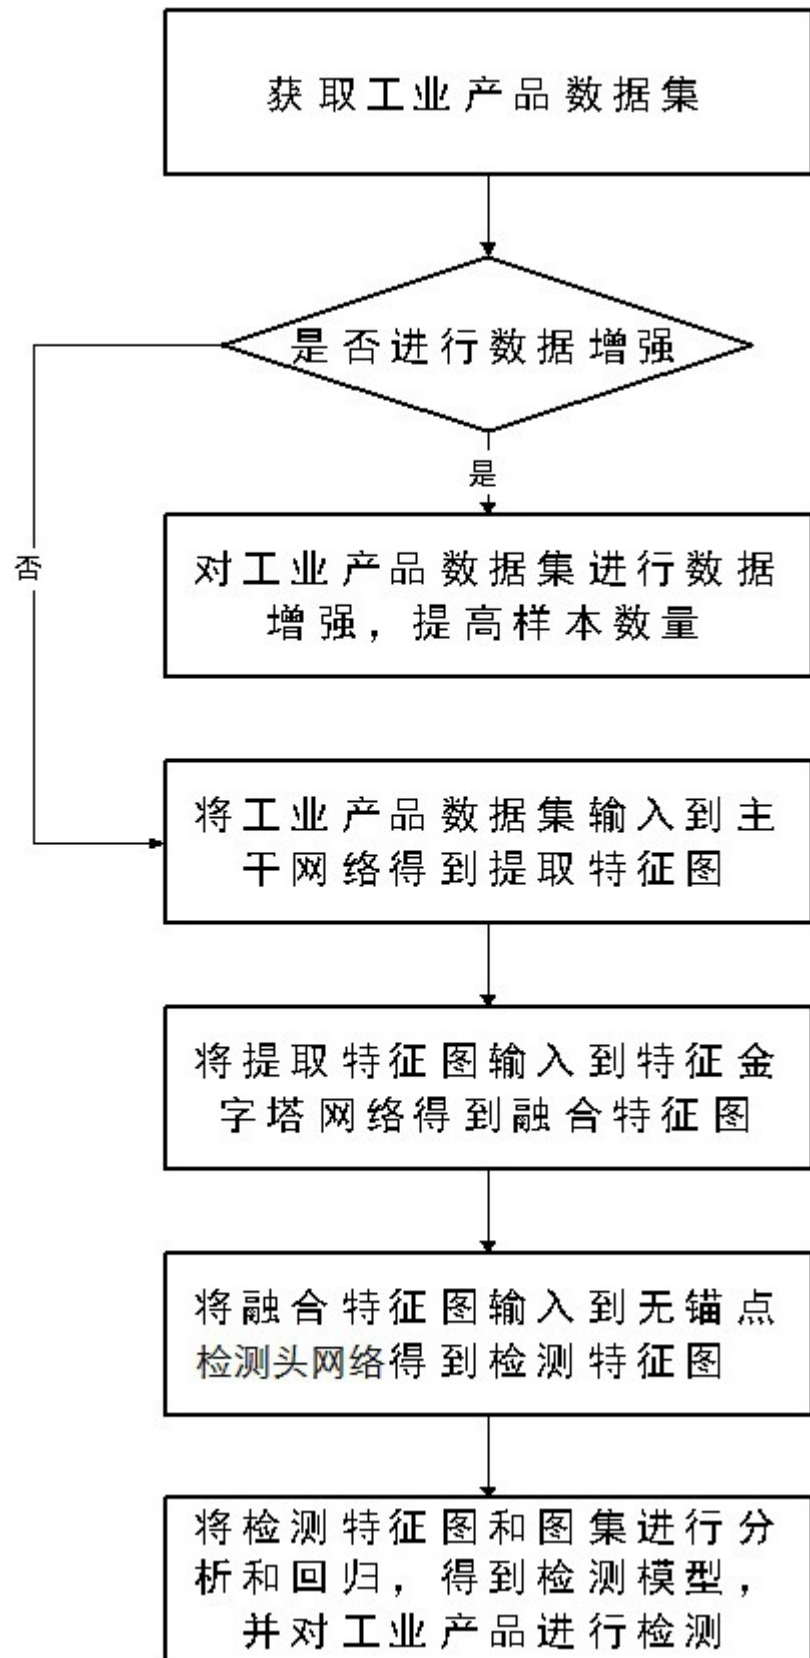 获取工业产品数据集
是否进行数据增强
是
否
对工业产品数据集进行数据
增强，提高样本数量
将工业产品数据集输入到主
干网络得到提取特征图
将提取特征图输入到特征金
字塔网络得到融合特征图
将融合特征图输入到无锚点
检测头网络得到检测特征图
将检测特征图和图集进行分
析和回归，得到检测模型，
并对工业产品进行检测